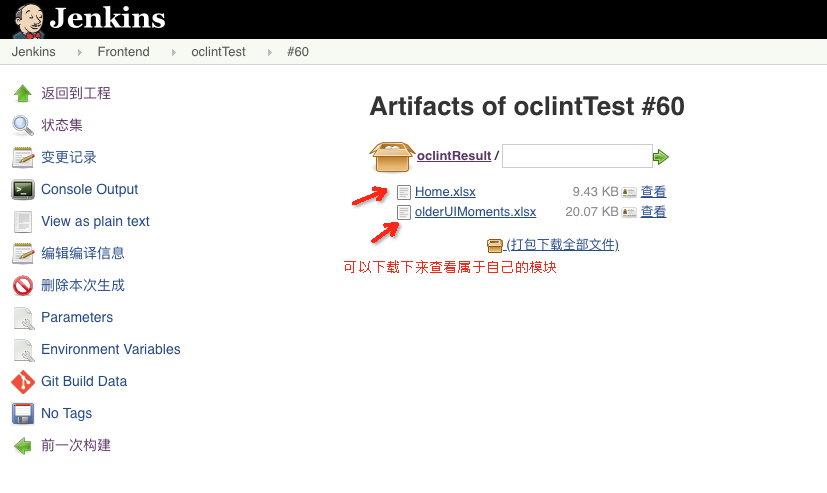 Jenkins
Jenkins Frontend oclintTest #60
返回到工程
状态集
变更记录
Console Output
View as plain text
编辑编译信息
删除本次生成
Parameters
Environment Variables
Git Build Data
No Tags
前一次构建
Artifacts of oclintTest #60
oclintResult /
Home.xlsx 9.43 KB 查看
olderUIMoments.xlsx 20.07 KB 查看
(打包下载全部文件)
可以下载下来查看属于自己的模块